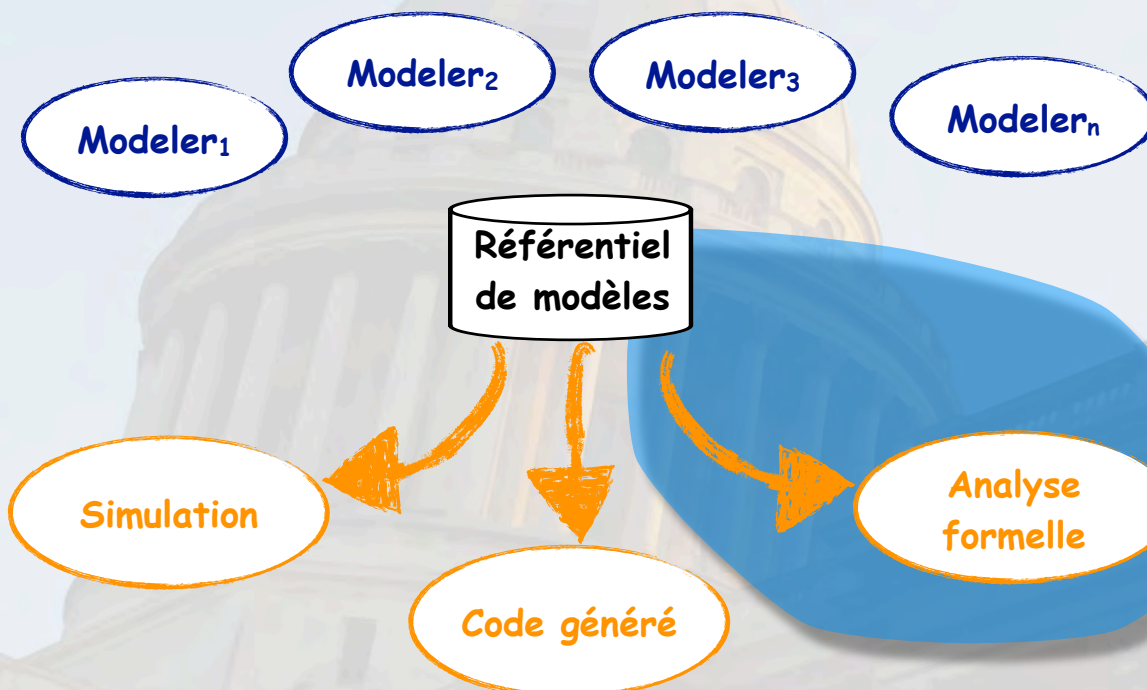 Modeler₁
Modeler₂
Modeler₃
Modelerₙ
Référentiel
de modèles
Simulation
Code généré
Analyse
formelle